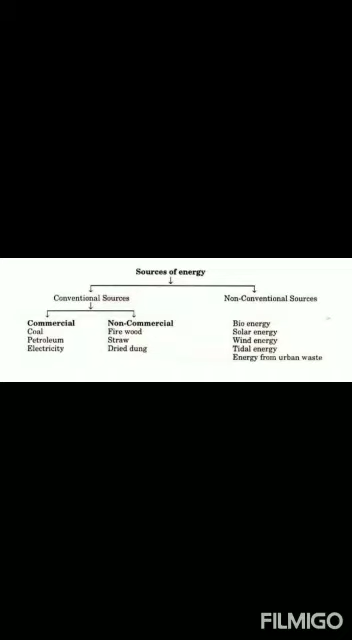 Sources of energy
Conventional Sources
Non-Conventional Sources
Commercial
Coal
Petroleum
Electricity
Non-Commercial
Fire wood
Straw
Dried dung
Bio energy
Solar energy
Wind energy
Tidal energy
Energy from urban waste
FILMIGO